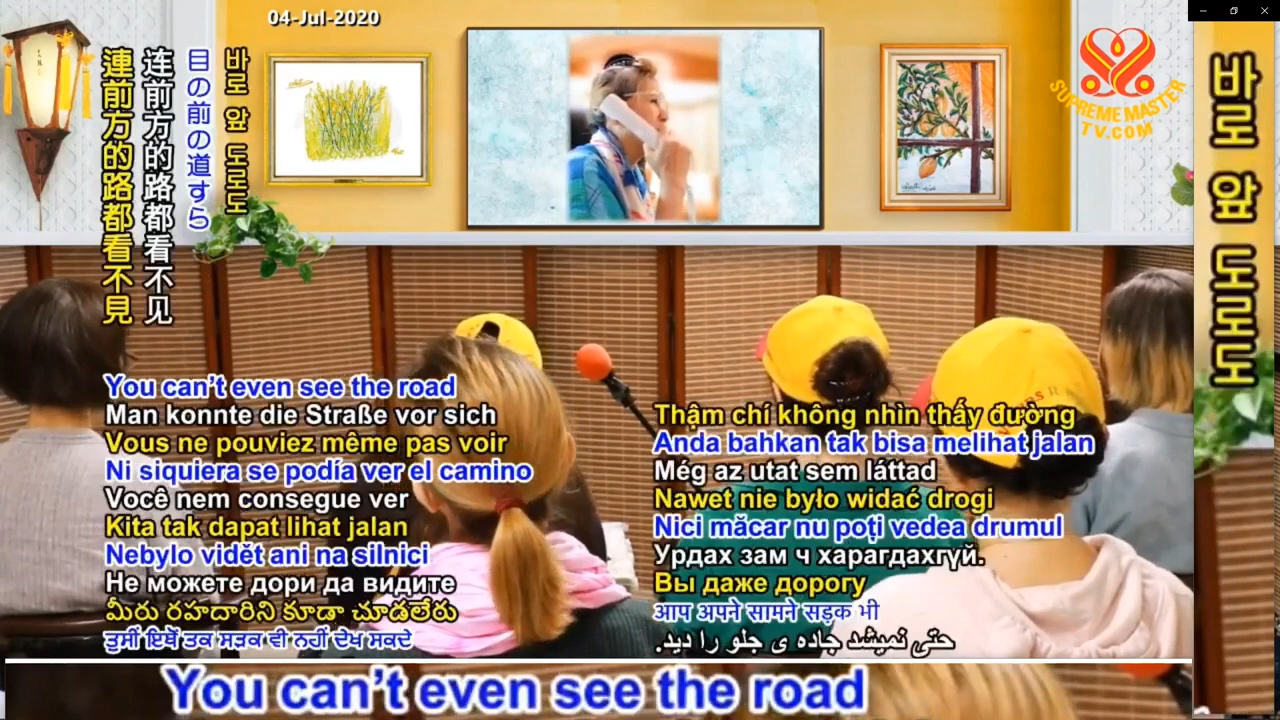 04-Jul-2020
連前方的路都看不見
连前方的路都看不见
目の前の道すら
바로 앞 도로도
SUPREME MASTER
TV.COM
바로 앞 도로도
You can't even see the road
Man konnte die Straße vor sich
Vous ne pouviez même pas voir
Ni siquiera se podía ver el camino
Você nem consegue ver
Kita tak dapat lihat jalan
Nebylo vidět ani na silnici
Не можете дори да видите
మీరు రహదారిని కూడా చూడలేరు
ਤੁਸੀਂ ਇਥੋਂ ਤਕ ਸੜਕ ਵੀ ਨਹੀਂ ਦੇਖ ਸਕਦੇ
Thậm chí không nhìn thấy đường
Anda bahkan tak bisa melihat jalan
Még az utat sem láttad
Nawet nie było widać drogi
Nici măcar nu poți vedea drumul
Урдах зам ч харагдахгүй.
Вы даже дорогу
आप अपने सामने सड़क भी
حتی نمیشد جاده ی جلو را دید.
You can't even see the road